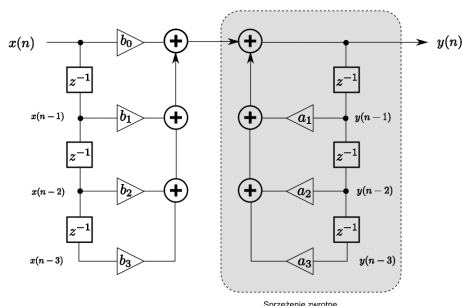 x(n) b₀ + + y(n)
z⁻¹ z⁻¹
x(n−1) b₁ + + a₁ y(n−1)
z⁻¹ z⁻¹
x(n−2) b₂ + + a₂ y(n−2)
z⁻¹ z⁻¹
x(n−3) b₃ a₃ y(n−3)
Sprzężenie zwrotne